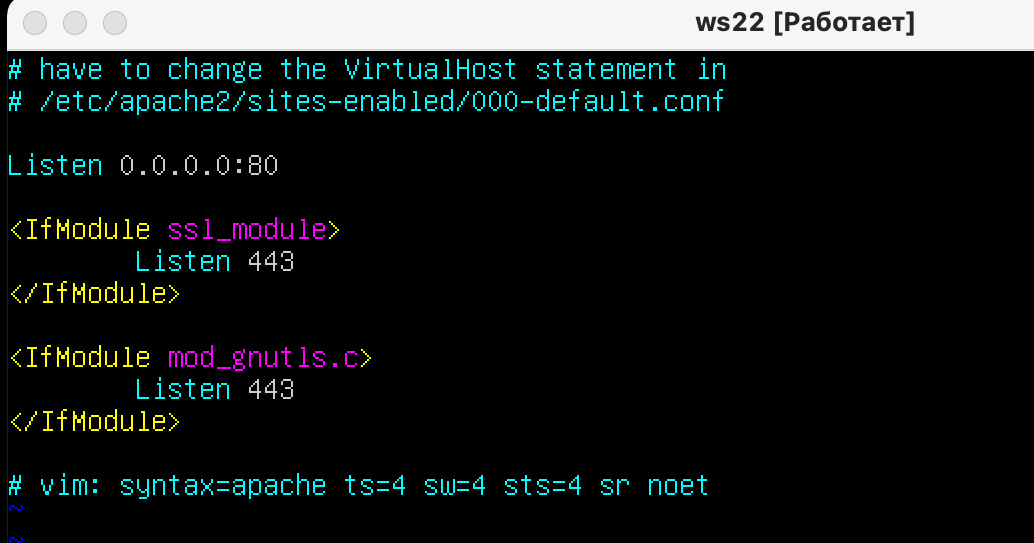 ws22 [Работает]
# have to change the VirtualHost statement in
# /etc/apache2/sites-enabled/000-default.conf
Listen 0.0.0.0:80
<IfModule ssl_module>
Listen 443
</IfModule>
<IfModule mod_gnutls.c>
Listen 443
</IfModule>
# vim: syntax=apache ts=4 sw=4 sts=4 sr noet
~
~